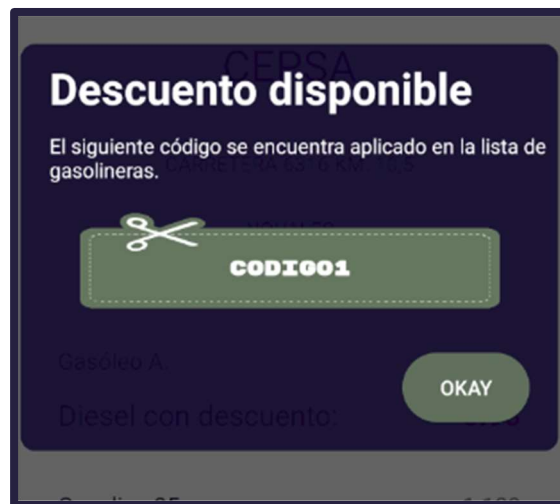 CEPSA
Descuento disponible
El siguiente código se encuentra aplicado en la lista de
gasolineras.
CODIGO1
Gasóleo A
OKAY
Diesel con descuento: